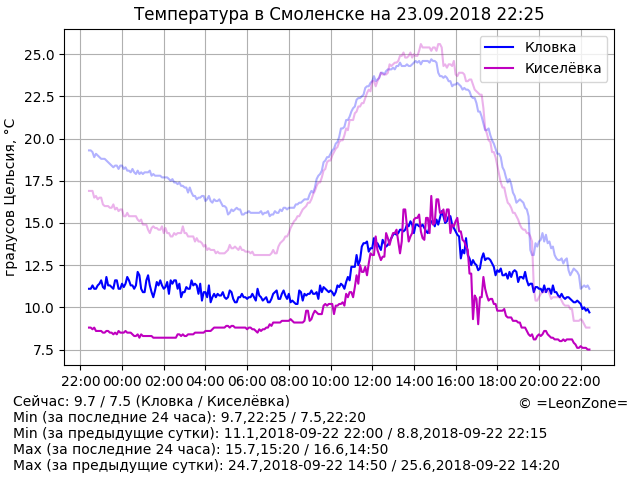 Температура в Смоленске на 23.09.2018 22:25
градусов Цельсия, °C
25.0
22.5
20.0
17.5
15.0
12.5
10.0
7.5
Кловка
Киселёвка
22:00 00:00 02:00 04:00 06:00 08:00 10:00 12:00 14:00 16:00 18:00 20:00 22:00
Сейчас: 9.7 / 7.5 (Кловка / Киселёвка)
© =LeonZone=
Min (за последние 24 часа): 9.7,22:25 / 7.5,22:20
Min (за предыдущие сутки): 11.1,2018-09-22 22:00 / 8.8,2018-09-22 22:15
Max (за последние 24 часа): 15.7,15:20 / 16.6,14:50
Max (за предыдущие сутки): 24.7,2018-09-22 14:50 / 25.6,2018-09-22 14:20